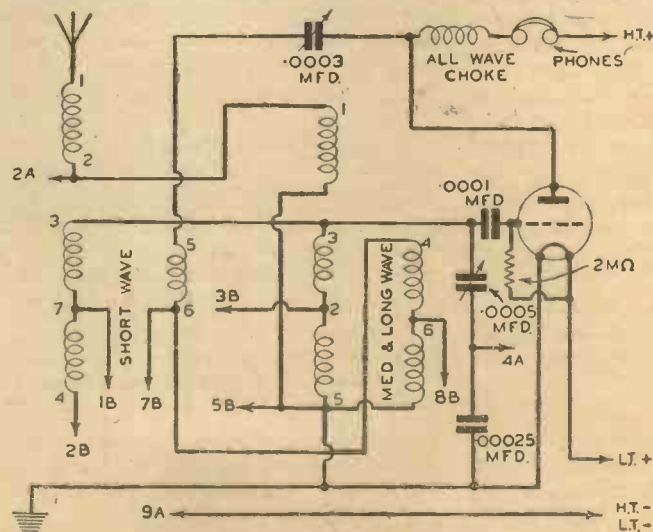 1
2
2A
.0003
MFD.
ALL WAVE
CHOKE
PHONES
H.T.+
1
.0001
MFD
3
7
4
SHORT WAVE
5
6
1B
7B
2B
3B
5B
3
2
5
MED & LONG WAVE
4
6
8B
2MΩ
.0005
MFD.
4A
.00025
MFD.
L.T. +
9A
H.T.-
L.T.-